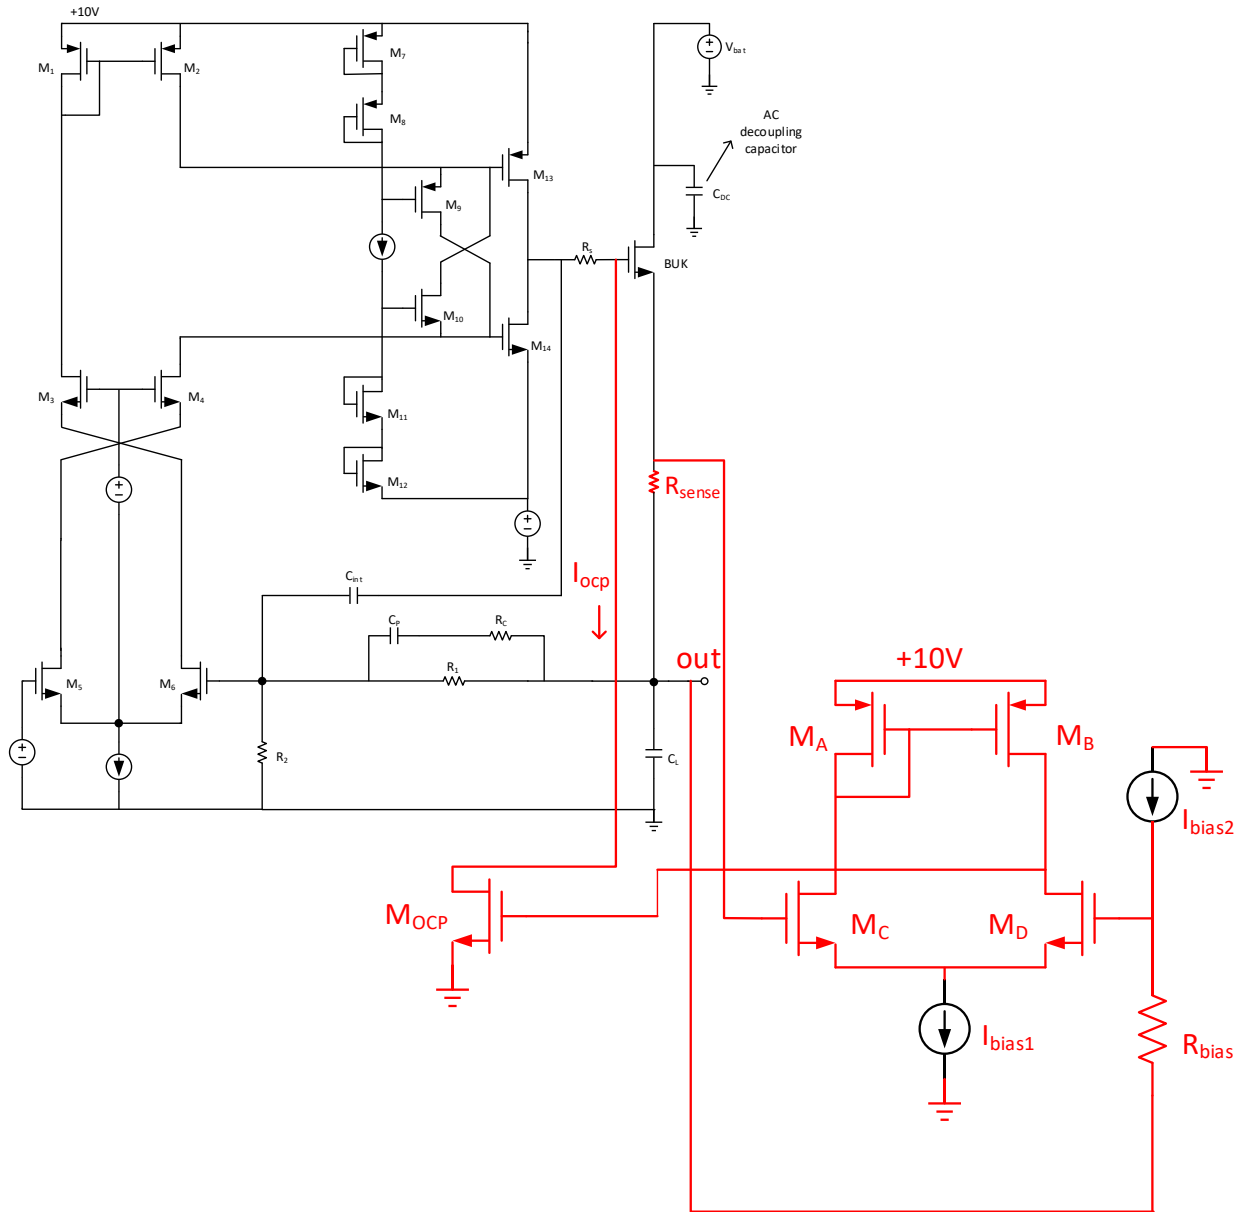 +10V
M1
M2
M7
M8
Vbat
AC
decoupling
capacitor
CDC
M13
M9
Rs
BUK
M10
M14
M3
M4
M11
M12
Rsense
Cint
Iocp
CP
RC
R1
out
M5
M6
R2
CL
+10V
MA
MB
Ibias2
MOCP
MC
MD
Ibias1
Rbias